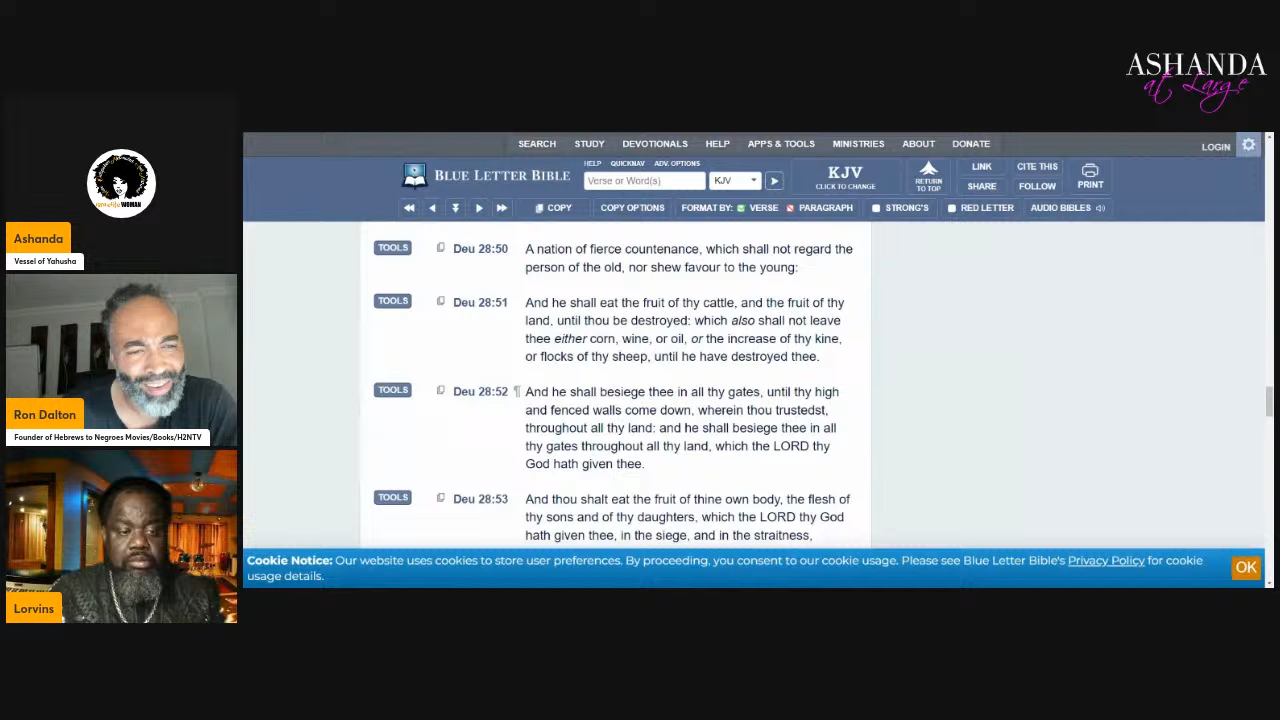 ASHANDA
at Large
Ashanda
Vessel of Yahusha
Ron Dalton
Founder of Hebrews to Negroes Movies/Books/H2NTV
Lorvins
SEARCH STUDY DEVOTIONALS HELP APPS & TOOLS MINISTRIES ABOUT DONATE
LOGIN
BLUE LETTER BIBLE
HELP QUICKNAV ADV. OPTIONS
Verse or Word(s)
KJV
KJV
CLICK TO CHANGE
RETURN
TO TOP
LINK
CITE THIS
SHARE
FOLLOW
PRINT
COPY COPY OPTIONS FORMAT BY: VERSE PARAGRAPH STRONG'S RED LETTER AUDIO BIBLES
TOOLS Deu 28:50 A nation of fierce countenance, which shall not regard the
person of the old, nor shew favour to the young:
TOOLS Deu 28:51 And he shall eat the fruit of thy cattle, and the fruit of thy
land, until thou be destroyed: which also shall not leave
thee either corn, wine, or oil, or the increase of thy kine,
or flocks of thy sheep, until he have destroyed thee.
TOOLS Deu 28:52 ¶ And he shall besiege thee in all thy gates, until thy high
and fenced walls come down, wherein thou trustedst,
throughout all thy land: and he shall besiege thee in all
thy gates throughout all thy land, which the LORD thy
God hath given thee.
TOOLS Deu 28:53 And thou shalt eat the fruit of thine own body, the flesh of
thy sons and of thy daughters, which the LORD thy God
hath given thee, in the siege, and in the straitness,
Cookie Notice: Our website uses cookies to store user preferences. By proceeding, you consent to our cookie usage. Please see Blue Letter Bible's Privacy Policy for cookie
usage details.
OK